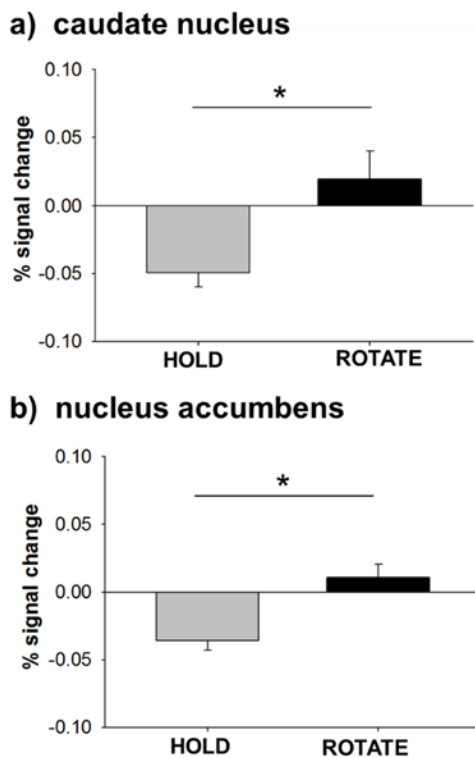 a) caudate nucleus
% signal change
0.10
*
0.05
0.00
-0.05
-0.10
HOLD ROTATE
b) nucleus accumbens
% signal change
0.10
*
0.05
0.00
-0.05
-0.10
HOLD ROTATE